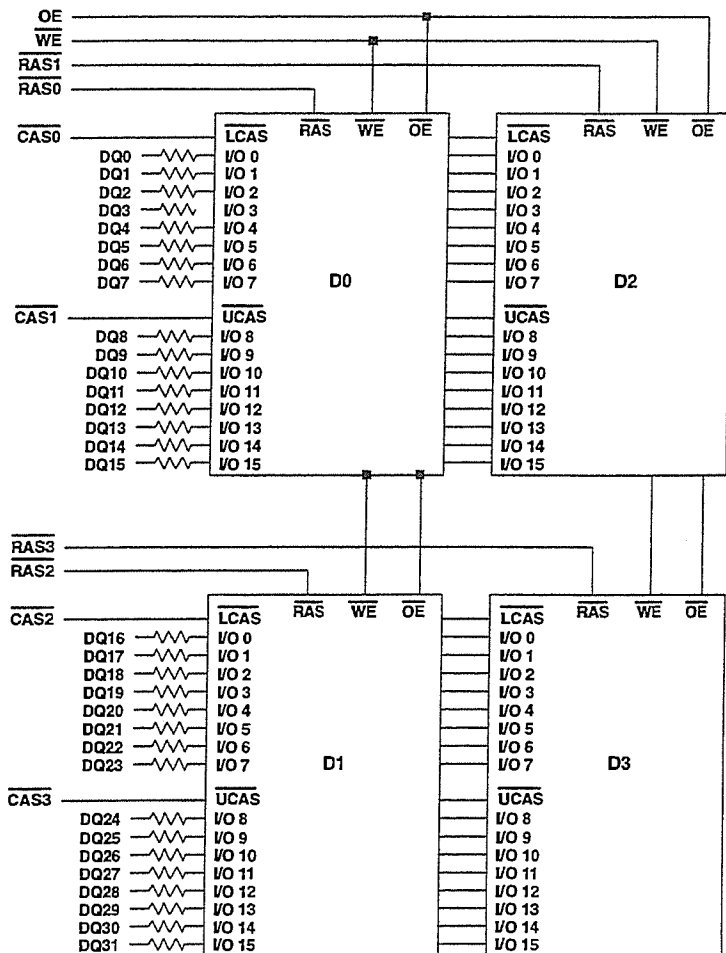 OE
WE
RAS1
RAS0
RAS WE OE RAS WE OE
CAS0 LCAS LCAS
DQ0 I/O 0 I/O 0
DQ1 I/O 1 I/O 1
DQ2 I/O 2 I/O 2
DQ3 I/O 3 I/O 3
DQ4 I/O 4 I/O 4
DQ5 I/O 5 I/O 5
DQ6 I/O 6 I/O 6
DQ7 I/O 7 D0 I/O 7 D2
CAS1 UCAS UCAS
DQ8 I/O 8 I/O 8
DQ9 I/O 9 I/O 9
DQ10 I/O 10 I/O 10
DQ11 I/O 11 I/O 11
DQ12 I/O 12 I/O 12
DQ13 I/O 13 I/O 13
DQ14 I/O 14 I/O 14
DQ15 I/O 15 I/O 15
RAS3
RAS2
RAS WE OE RAS WE OE
CAS2 LCAS LCAS
DQ16 I/O 0 I/O 0
DQ17 I/O 1 I/O 1
DQ18 I/O 2 I/O 2
DQ19 I/O 3 I/O 3
DQ20 I/O 4 I/O 4
DQ21 I/O 5 I/O 5
DQ22 I/O 6 I/O 6
DQ23 I/O 7 D1 I/O 7 D3
CAS3 UCAS UCAS
DQ24 I/O 8 I/O 8
DQ25 I/O 9 I/O 9
DQ26 I/O 10 I/O 10
DQ27 I/O 11 I/O 11
DQ28 I/O 12 I/O 12
DQ29 I/O 13 I/O 13
DQ30 I/O 14 I/O 14
DQ31 I/O 15 I/O 15